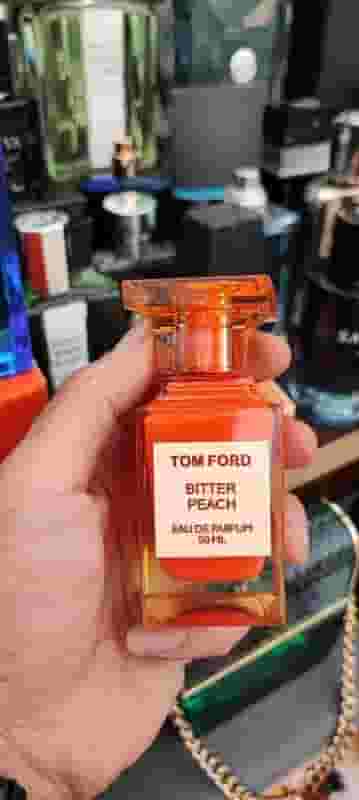 TOM FORD
BITTER
PEACH
EAU DE PARFUM
50 ML